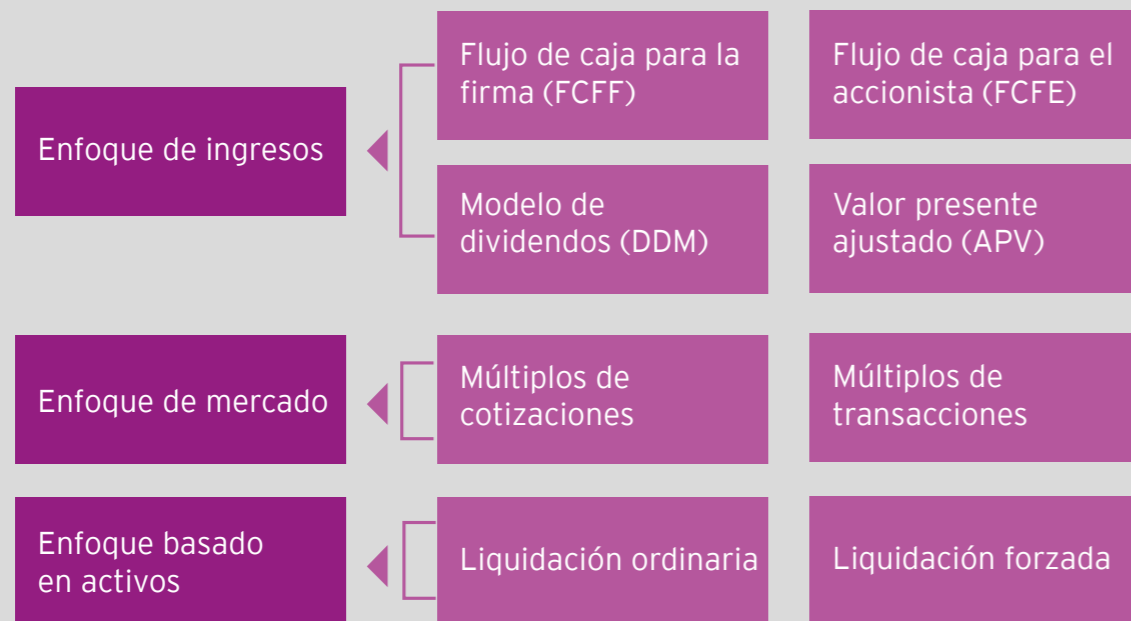 Enfoque de ingresos
Flujo de caja para la
firma (FCFF)
Flujo de caja para el
accionista (FCFE)
Modelo de
dividendos (DDM)
Valor presente
ajustado (APV)
Enfoque de mercado
Múltiplos de
cotizaciones
Múltiplos de
transacciones
Enfoque basado
en activos
Liquidación ordinaria
Liquidación forzada